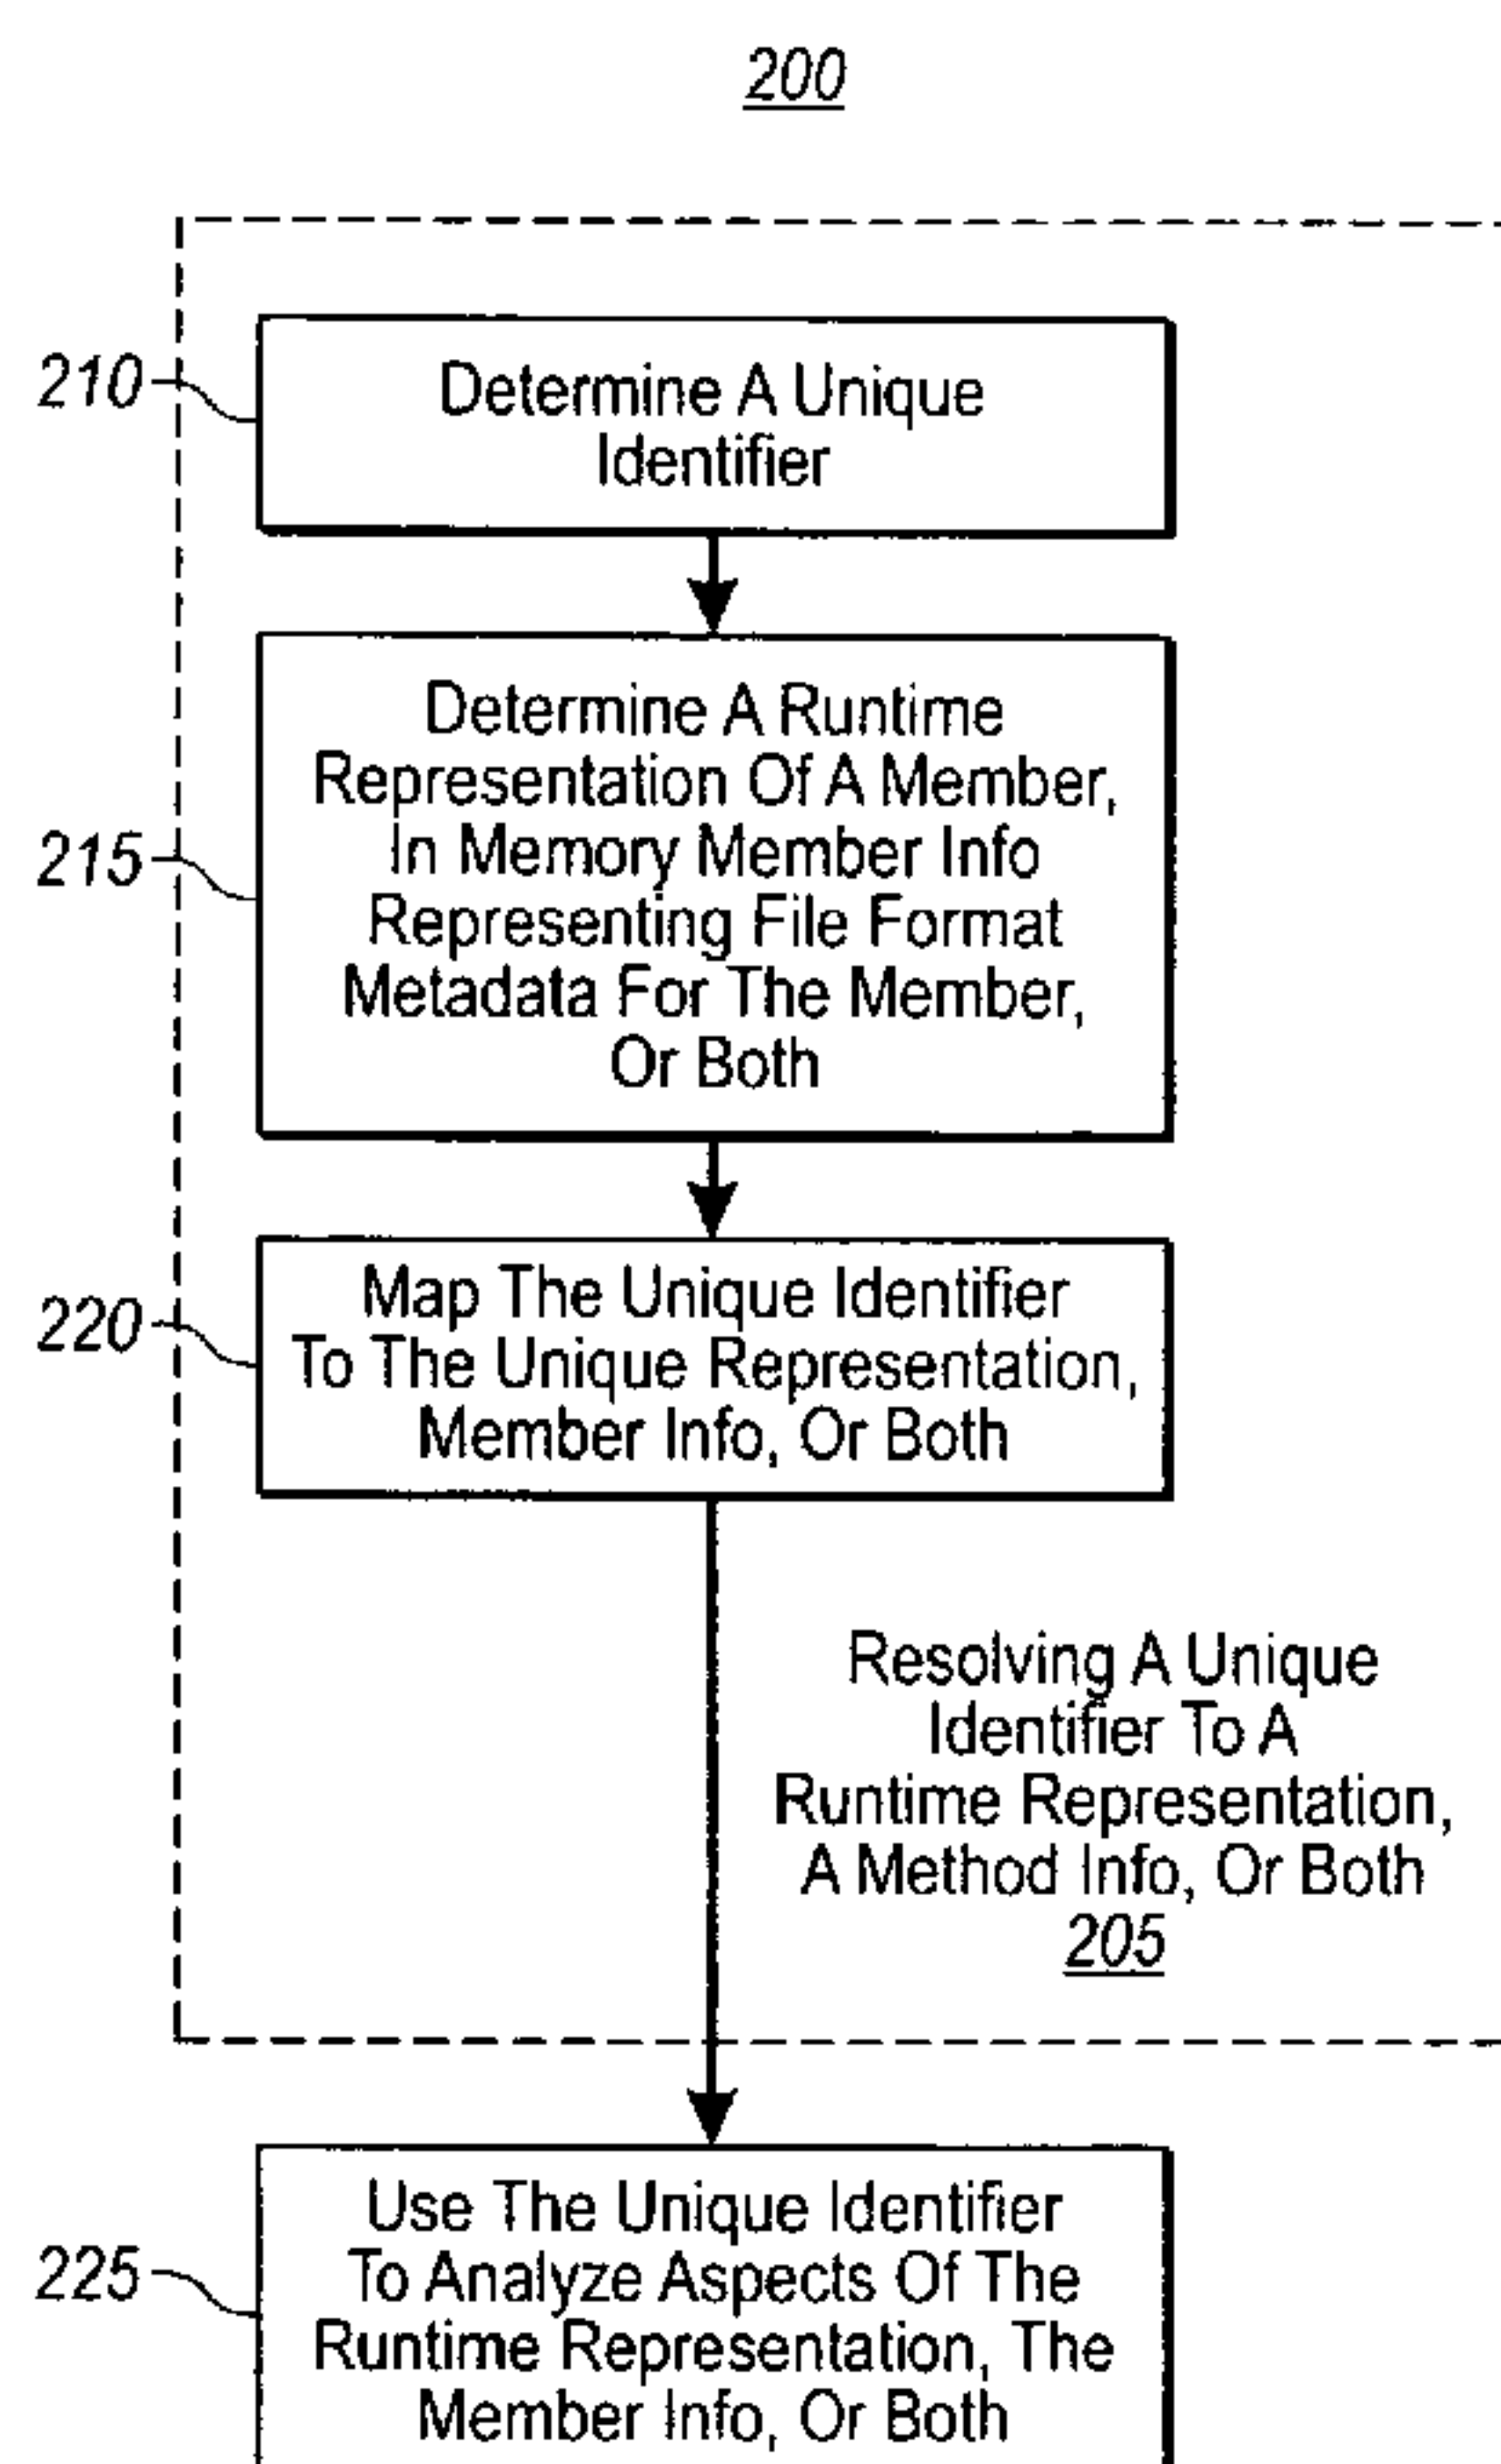 200
210
Determine A Unique
Identifier
215
Determine A Runtime
Representation Of A Member,
In Memory Member Info
Representing File Format
Metadata For The Member,
Or Both
220
Map The Unique Identifier
To The Unique Representation,
Member Info, Or Both
Resolving A Unique
Identifier To A
Runtime Representation,
A Method Info, Or Both
205
225
Use The Unique Identifier
To Analyze Aspects Of The
Runtime Representation, The
Member Info, Or Both